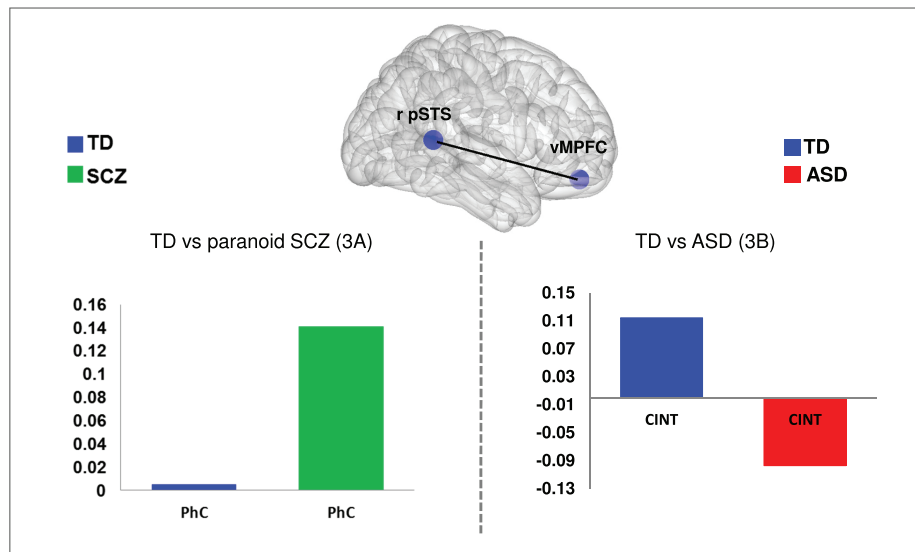 r pSTS
vMPFC
TD
SCZ
TD
ASD
TD vs paranoid SCZ (3A)
TD vs ASD (3B)
0.16
0.14
0.12
0.1
0.08
0.06
0.04
0.02
0
PhC
PhC
0.15
0.11
0.07
0.03
-0.01
-0.05
-0.09
-0.13
CINT
CINT